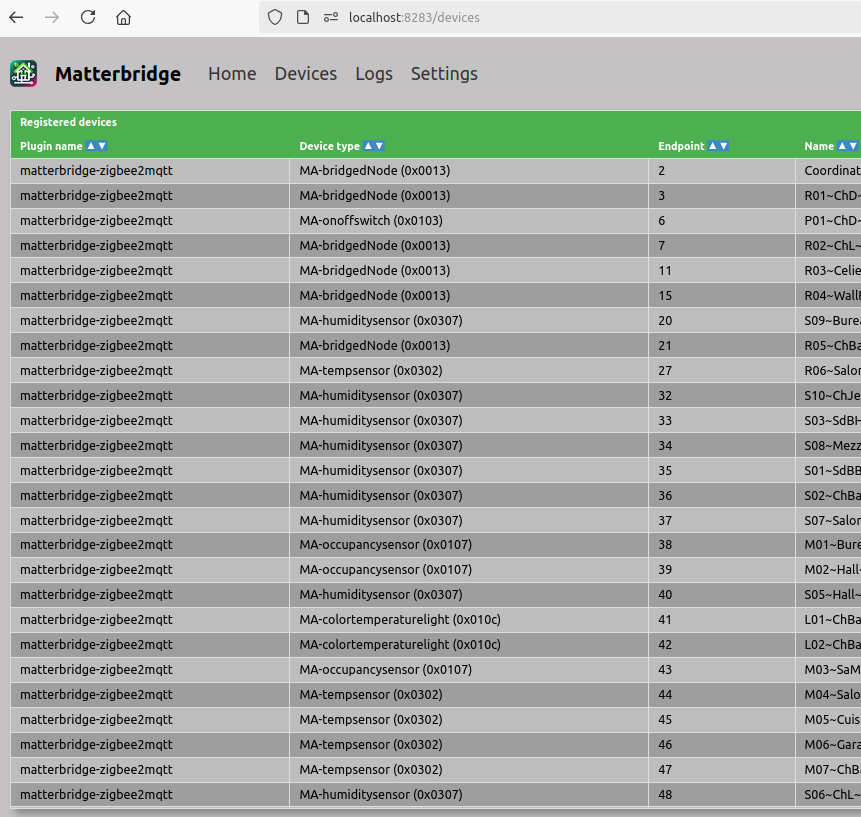 localhost:8283/devices
Matterbridge Home Devices Logs Settings
Registered devices
Plugin name Device type Endpoint Name
matterbridge-zigbee2mqtt MA-bridgedNode (0x0013) 2 Coordinat
matterbridge-zigbee2mqtt MA-bridgedNode (0x0013) 3 R01~ChD~
matterbridge-zigbee2mqtt MA-onoffswitch (0x0103) 6 P01~ChD~
matterbridge-zigbee2mqtt MA-bridgedNode (0x0013) 7 R02~ChL~
matterbridge-zigbee2mqtt MA-bridgedNode (0x0013) 11 R03~Celie
matterbridge-zigbee2mqtt MA-bridgedNode (0x0013) 15 R04~WallP
matterbridge-zigbee2mqtt MA-humiditysensor (0x0307) 20 S09~Burea
matterbridge-zigbee2mqtt MA-bridgedNode (0x0013) 21 R05~ChBa
matterbridge-zigbee2mqtt MA-tempsensor (0x0302) 27 R06~Salon
matterbridge-zigbee2mqtt MA-humiditysensor (0x0307) 32 S10~ChJe
matterbridge-zigbee2mqtt MA-humiditysensor (0x0307) 33 S03~SdBH
matterbridge-zigbee2mqtt MA-humiditysensor (0x0307) 34 S08~Mezz
matterbridge-zigbee2mqtt MA-humiditysensor (0x0307) 35 S01~SdBB
matterbridge-zigbee2mqtt MA-humiditysensor (0x0307) 36 S02~ChBa
matterbridge-zigbee2mqtt MA-humiditysensor (0x0307) 37 S07~Salon
matterbridge-zigbee2mqtt MA-occupancysensor (0x0107) 38 M01~Bure
matterbridge-zigbee2mqtt MA-occupancysensor (0x0107) 39 M02~Hall~
matterbridge-zigbee2mqtt MA-humiditysensor (0x0307) 40 S05~Hall~
matterbridge-zigbee2mqtt MA-colortemperaturelight (0x010c) 41 L01~ChBa
matterbridge-zigbee2mqtt MA-colortemperaturelight (0x010c) 42 L02~ChBa
matterbridge-zigbee2mqtt MA-occupancysensor (0x0107) 43 M03~SaM
matterbridge-zigbee2mqtt MA-tempsensor (0x0302) 44 M04~Salo
matterbridge-zigbee2mqtt MA-tempsensor (0x0302) 45 M05~Cuis
matterbridge-zigbee2mqtt MA-tempsensor (0x0302) 46 M06~Gara
matterbridge-zigbee2mqtt MA-tempsensor (0x0302) 47 M07~ChBa
matterbridge-zigbee2mqtt MA-humiditysensor (0x0307) 48 S06~ChL~